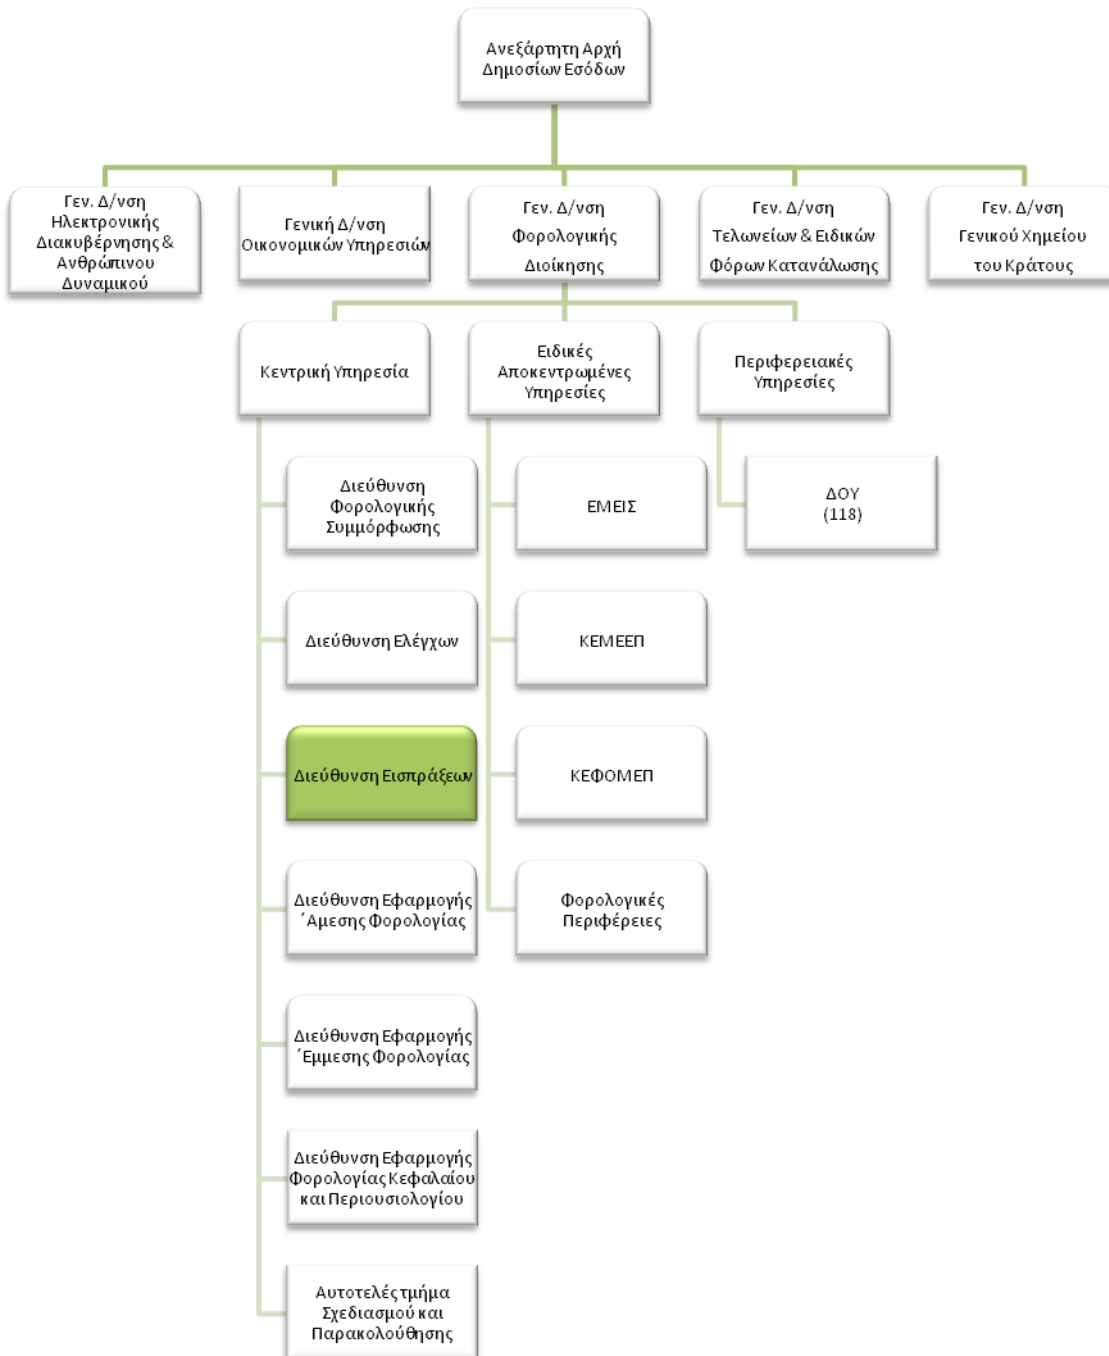 Ανεξάρτητη Αρχή
Δημοσίων Εσόδων
Γεν. Δ/νση
Ηλεκτρονικής
Διακυβέρνησης &
Ανθρώπινου
Δυναμικού
Γενική Δ/νση
Οικονομικών Υπηρεσιών
Γεν. Δ/νση
Φορολογικής
Διοίκησης
Γεν. Δ/νση
Τελωνείων & Ειδικών
Φόρων Κατανάλωσης
Γεν. Δ/νση
Γενικού Χημείου
του Κράτους
Κεντρική Υπηρεσία
Ειδικές
Αποκεντρωμένες
Υπηρεσίες
Περιφερειακές
Υπηρεσίες
Διεύθυνση
Φορολογικής
Συμμόρφωσης
ΕΜΕΙΣ
ΔΟΥ
(118)
Διεύθυνση Ελέγχων
ΚΕΜΕΕΠ
Διεύθυνση Εισπράξεων
ΚΕΦΟΜΕΠ
Διεύθυνση Εφαρμογής
΄Αμεσης Φορολογίας
Φορολογικές
Περιφέρειες
Διεύθυνση Εφαρμογής
΄Εμμεσης Φορολογίας
Διεύθυνση Εφαρμογής
Φορολογίας Κεφαλαίου
και Περιουσιολογίου
Αυτοτελές τμήμα
Σχεδιασμού και
Παρακολούθησης